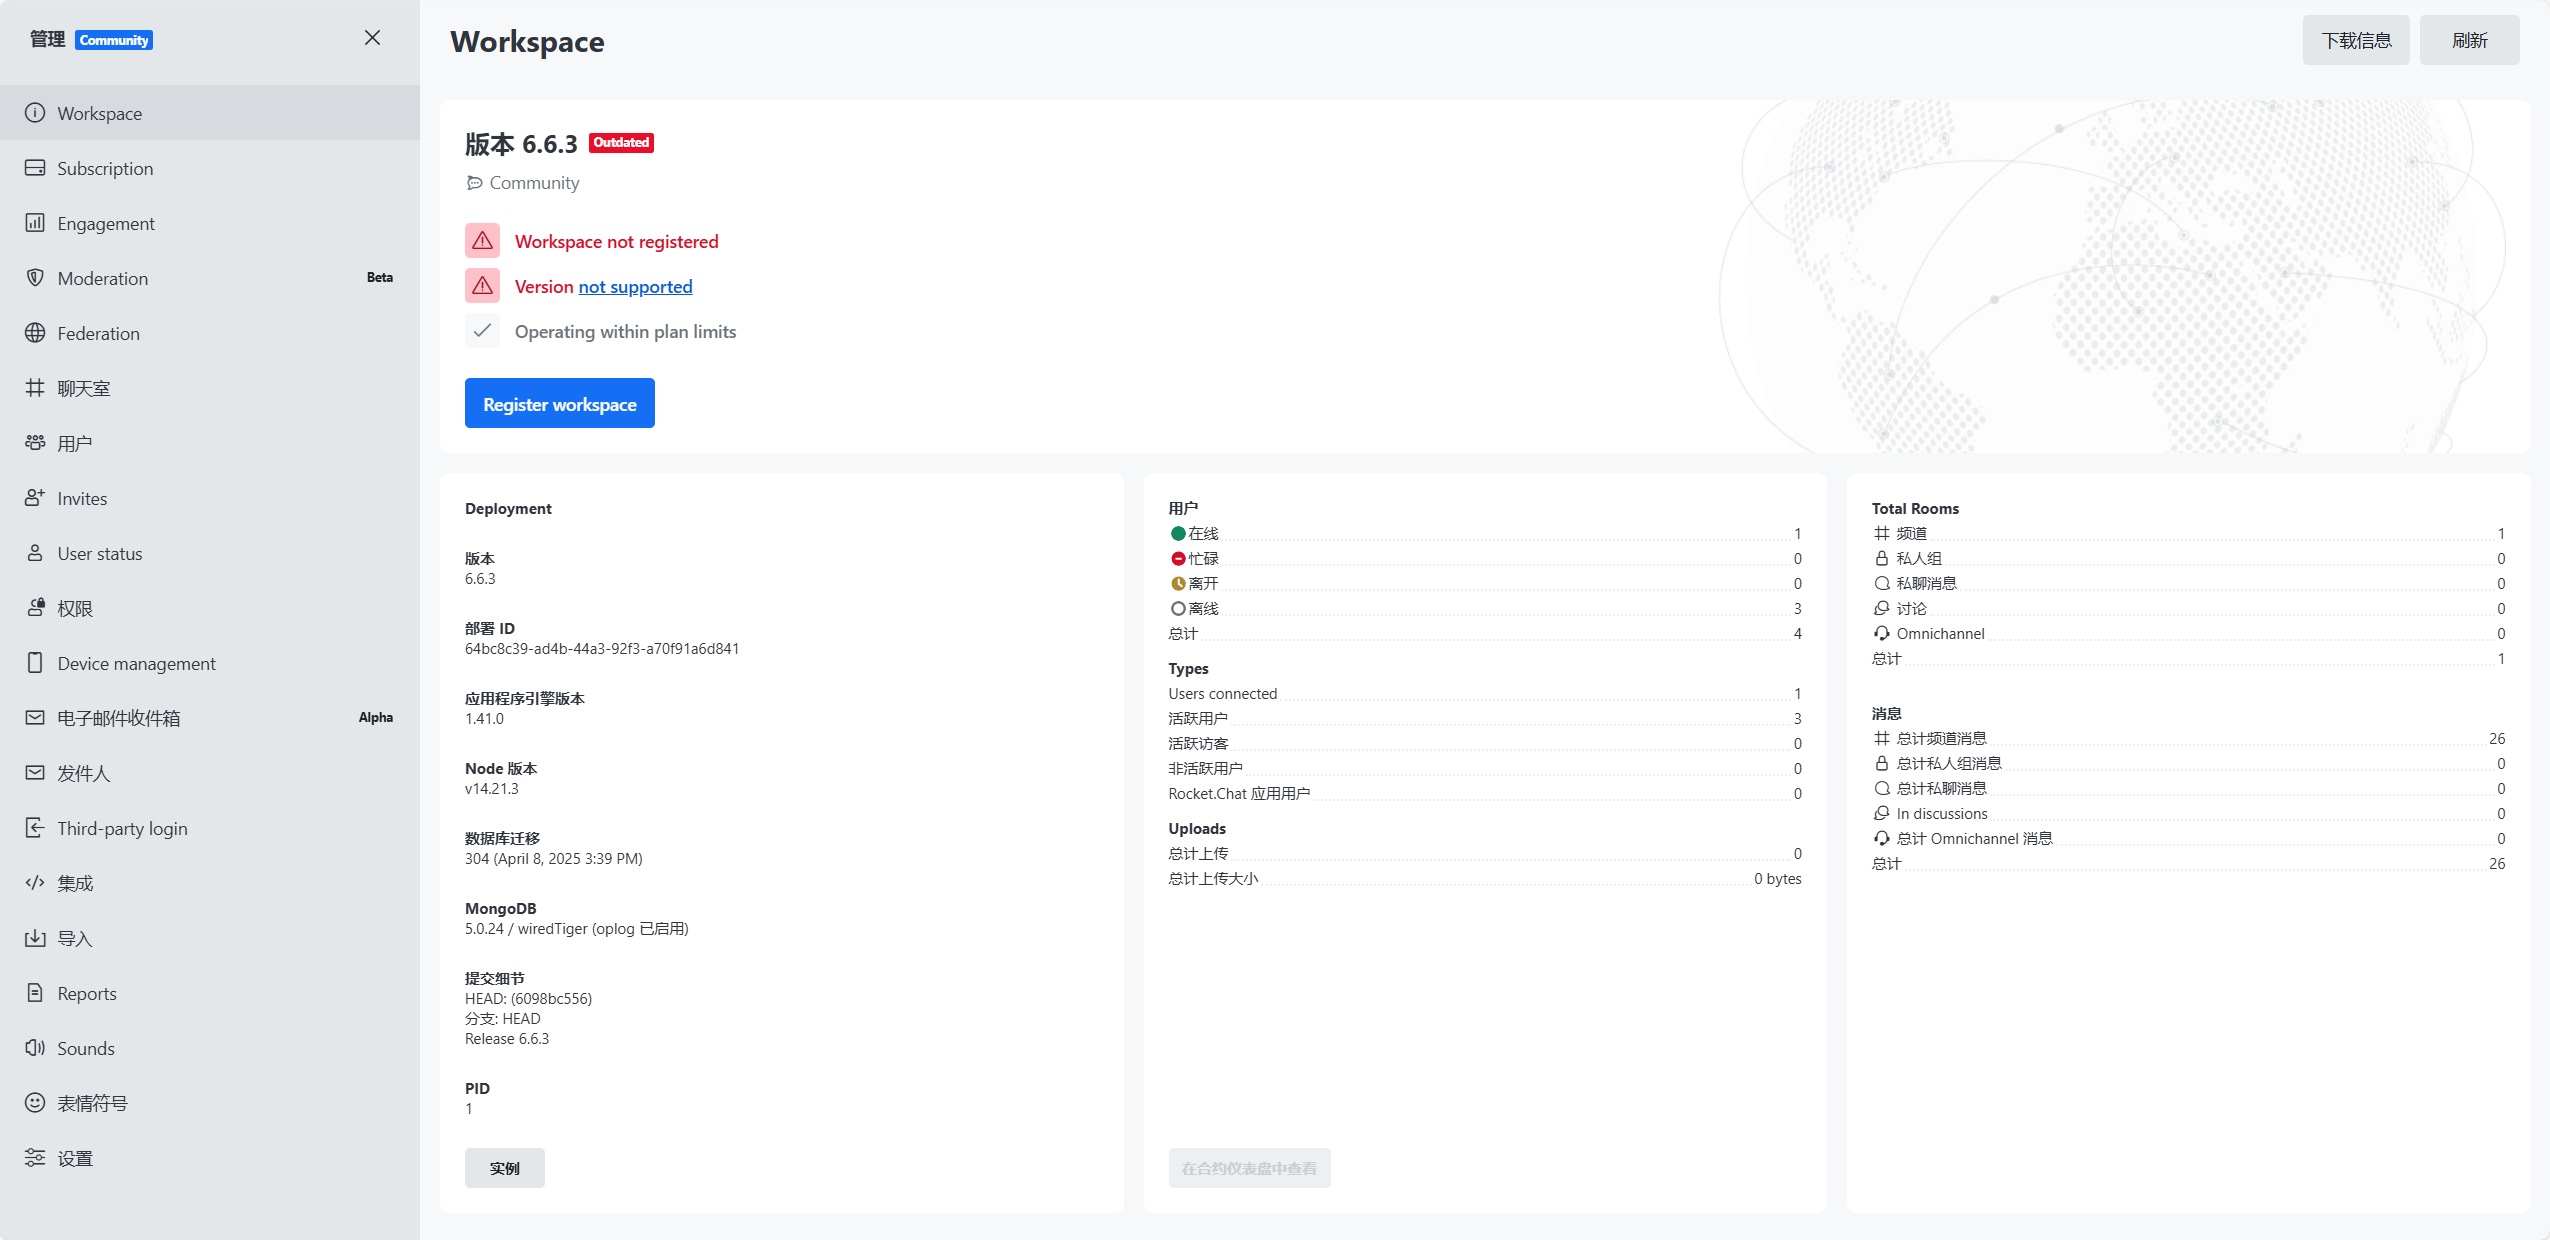 管理 Community
Workspace
Subscription
Engagement
Moderation Beta
Federation
聊天室
用户
Invites
User status
权限
Device management
电子邮件收件箱 Alpha
发件人
Third-party login
集成
导入
Reports
Sounds
表情符号
设置
Workspace
下载信息 刷新
版本 6.6.3 Outdated
Community
Workspace not registered
Version not supported
Operating within plan limits
Register workspace
Deployment
版本
6.6.3
部署 ID
64bc8c39-ad4b-44a3-92f3-a70f91a6d841
应用程序引擎版本
1.41.0
Node 版本
v14.21.3
数据库迁移
304 (April 8, 2025 3:39 PM)
MongoDB
5.0.24 / wiredTiger (oplog 已启用)
提交细节
HEAD: (6098bc556)
分支: HEAD
Release 6.6.3
PID
1
实例
用户
在线 1
忙碌 0
离开 0
离线 3
总计 4
Types
Users connected 1
活跃用户 3
活跃访客 0
非活跃用户 0
Rocket.Chat 应用用户 0
Uploads
总计上传 0
总计上传大小 0 bytes
在合约仪表盘中查看
Total Rooms
频道 1
私人组 0
私聊消息 0
讨论 0
Omnichannel 0
总计 1
消息
总计频道消息 26
总计私人组消息 0
总计私聊消息 0
In discussions 0
总计 Omnichannel 消息 0
总计 26